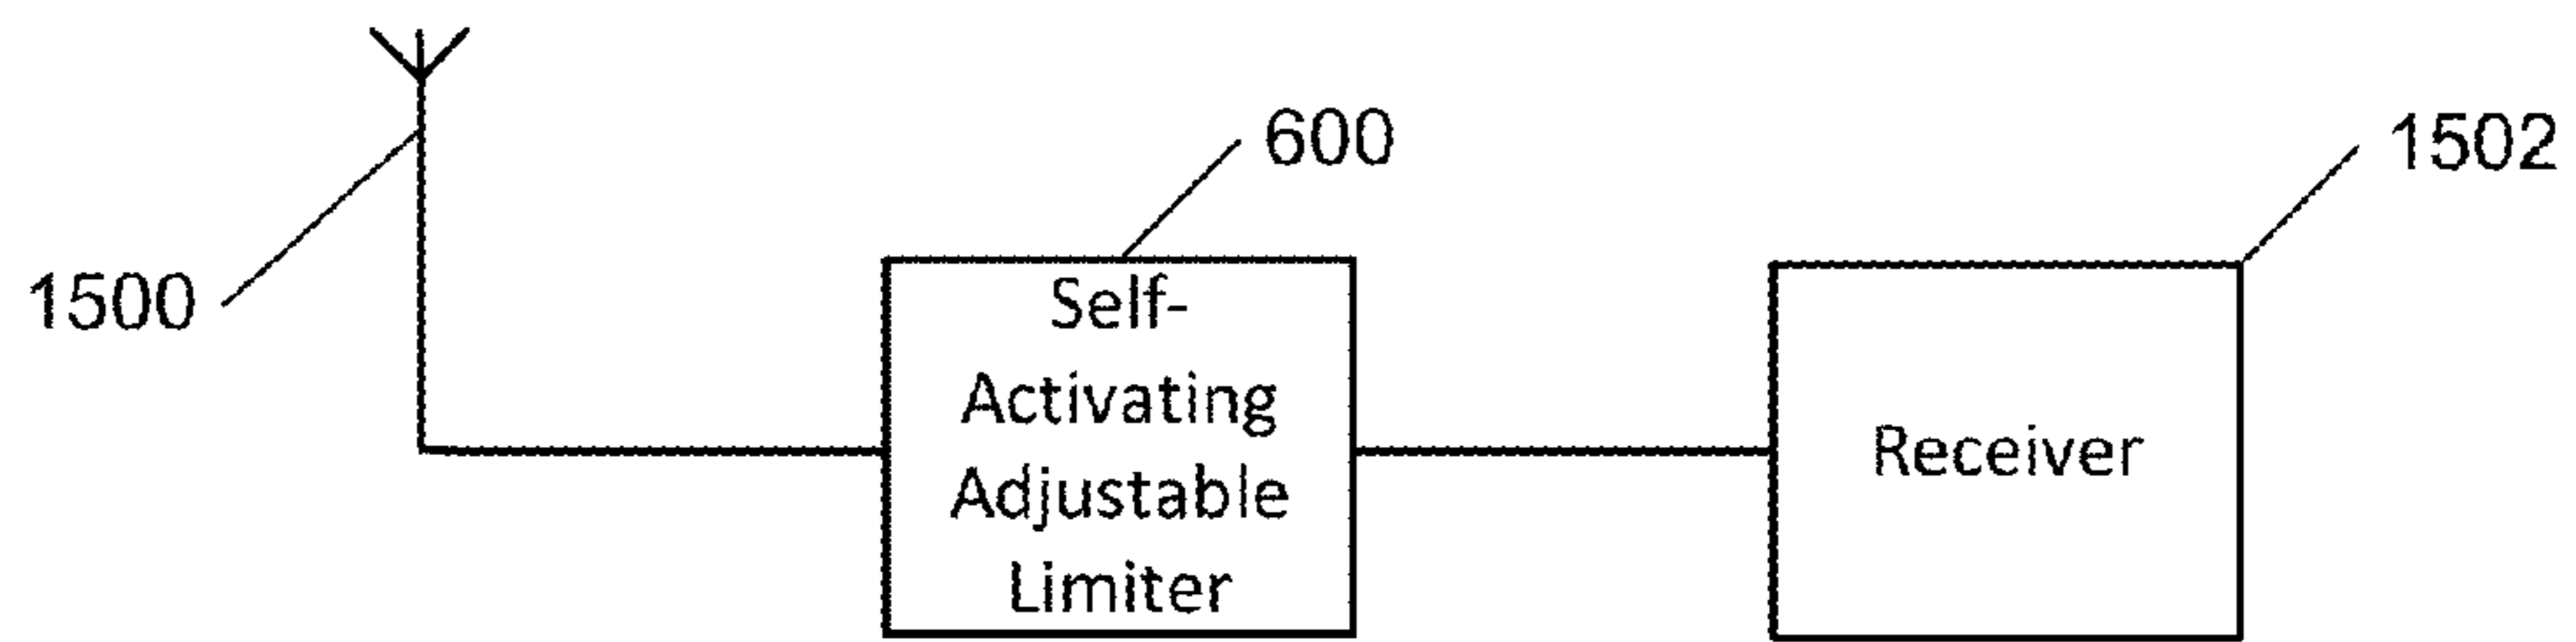 600
1502
1500
Self-
Activating
Adjustable
Limiter
Receiver